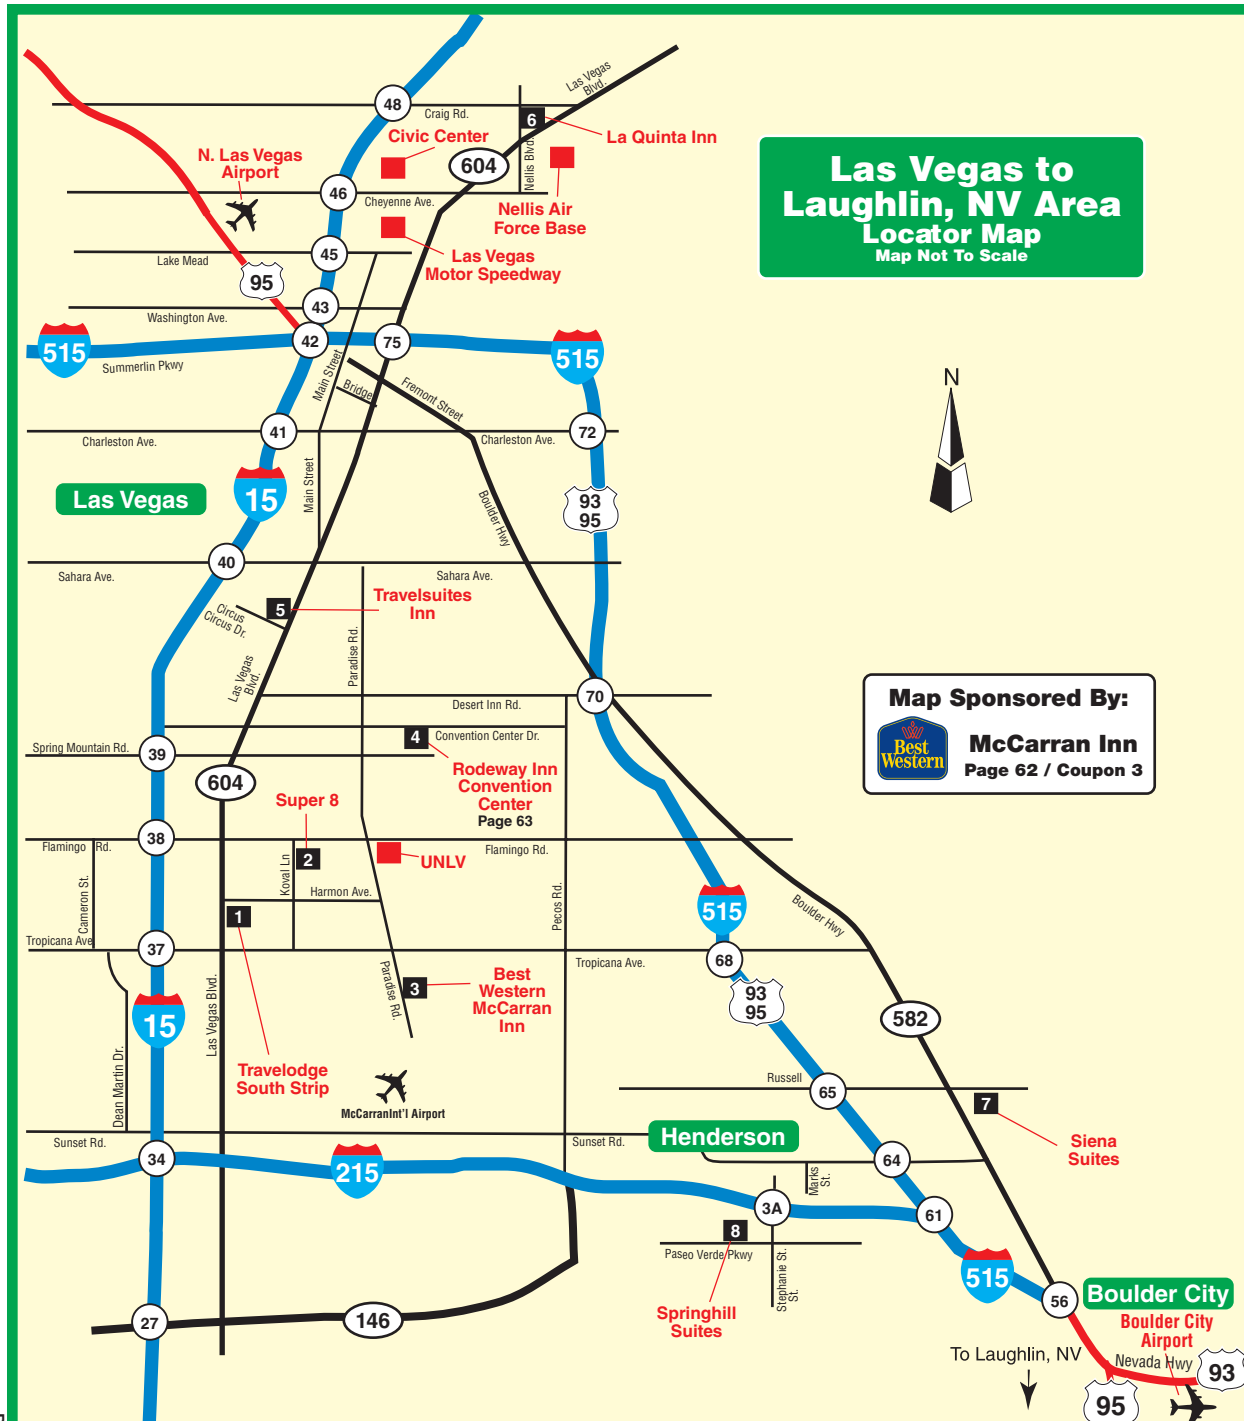 Las Vegas
Blvd.
48
Craig Rd.
6
La Quinta Inn
Civic Center
604
Nellis Blvd.
N. Las Vegas
Airport
46
Cheyenne Ave.
Nellis Air
Force Base
Las Vegas to
Laughlin, NV Area
Locator Map
Map Not To Scale
Lake Mead
45
Las Vegas
Motor Speedway
95
43
Washington Ave.
515
42
75
515
Summerlin Pkwy
Main Street
Bridge
Fremont Street
N
41
Charleston Ave.
Charleston Ave.
72
Las Vegas
15
Main Street
Boulder Hwy
93
95
40
Sahara Ave.
Sahara Ave.
5
Circus
Circus Dr.
Travelsuites
Inn
Paradise Rd.
Las Vegas
Blvd.
70
Desert Inn Rd.
Map Sponsored By:
Best
Western
McCarran Inn
Page 62 / Coupon 3
Spring Mountain Rd.
39
4
Convention Center Dr.
604
Rodeway Inn
Convention
Center
Page 63
Super 8
38
Flamingo
Rd.
Flamingo Rd.
2
UNLV
Cameron St.
Koval Ln
Harmon Ave.
Pecos Rd.
1
515
Boulder Hwy
Tropicana Ave
37
Tropicana Ave.
68
Paradise Rd.
3
Best
Western
McCarran
Inn
93
95
15
Las Vegas Blvd.
582
Dean Martin Dr.
Travelodge
South Strip
McCarranInt'l Airport
Russell
65
7
Siena
Suites
Sunset Rd.
Sunset Rd.
Henderson
34
215
64
Marks
St.
3A
61
8
Paseo Verde Pkwy
Stephanie St.
St.
515
Springhill
Suites
27
146
56
Boulder City
Boulder City
Airport
To Laughlin, NV
Nevada Hwy
93
95